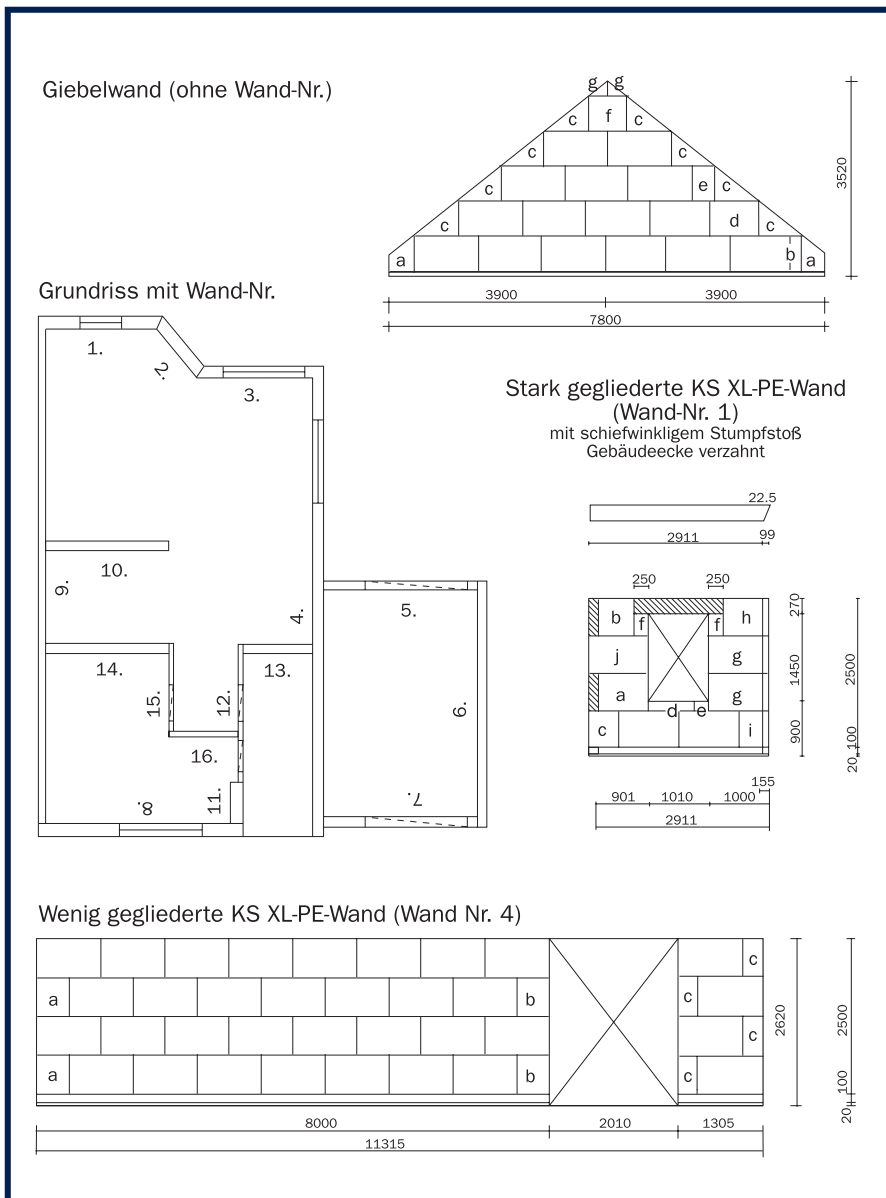 Giebelwand (ohne Wand-Nr.)
g g
c f c
c c
c e c
c d c
a b a
3520
3900 3900
7800
Grundriss mit Wand-Nr.
1.
2.
3.
10.
9.
4.
5.
14.
13.
15.
12.
6.
16.
11.
8.
7.
Stark gegliederte KS XL-PE-Wand
(Wand-Nr. 1)
mit schiefwinkligem Stumpfstoß
Gebäudeecke verzahnt
22.5
2911 99
250 250
b f f h
j g
a g
d e
c i
270
1450
900
2500
100
20
155
901 1010 1000
2911
Wenig gegliederte KS XL-PE-Wand (Wand Nr. 4)
c
a b c
c
a b c
2620
2500
100
20
8000 2010 1305
11315